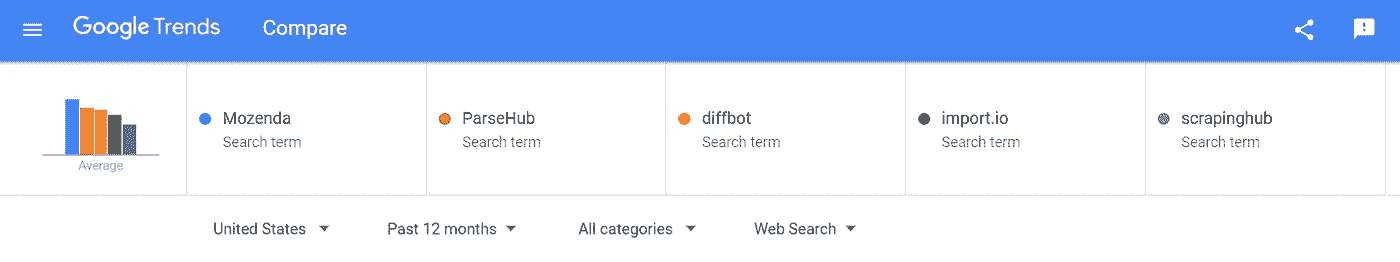 Google Trends Compare
Mozenda ParseHub diffbot import.io scrapinghub
Search term Search term Search term Search term Search term
Average
United States Past 12 months All categories Web Search